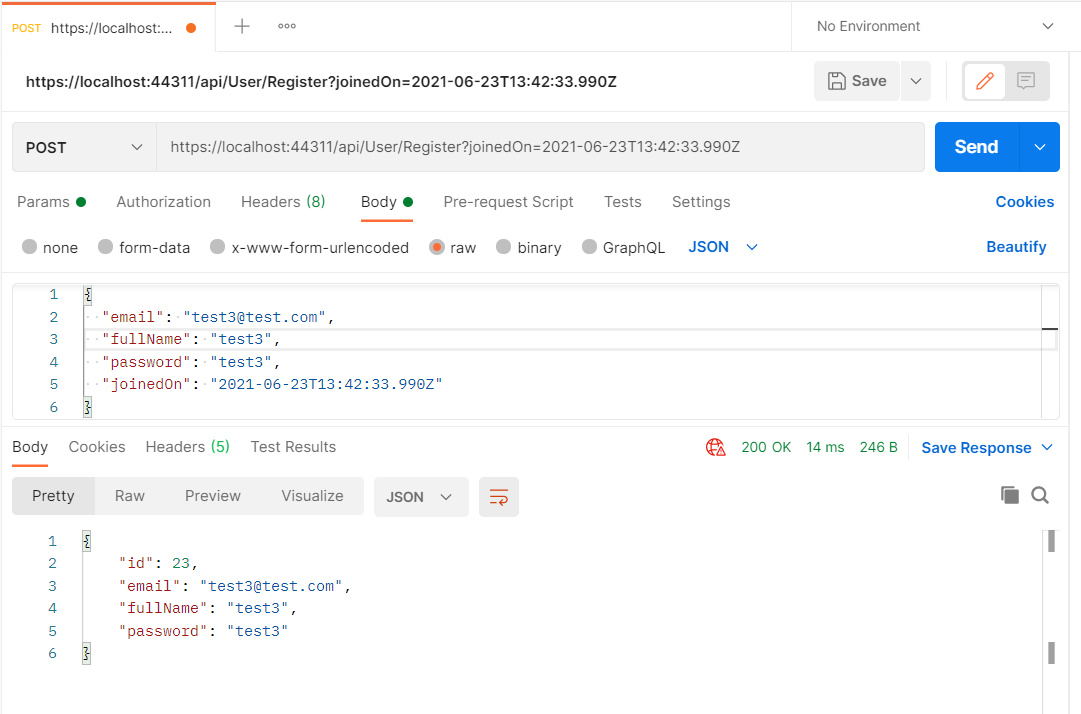 POST https://localhost:... + ooo No Environment
https://localhost:44311/api/User/Register?joinedOn=2021-06-23T13:42:33.990Z Save
POST https://localhost:44311/api/User/Register?joinedOn=2021-06-23T13:42:33.990Z Send
Params Authorization Headers (8) Body Pre-request Script Tests Settings Cookies
none form-data x-www-form-urlencoded raw binary GraphQL JSON Beautify
1 {
2 "email": "test3@test.com",
3 "fullName": "test3",
4 "password": "test3",
5 "joinedOn": "2021-06-23T13:42:33.990Z"
6 }
Body Cookies Headers (5) Test Results 200 OK 14 ms 246 B Save Response
Pretty Raw Preview Visualize JSON
1 {
2 "id": 23,
3 "email": "test3@test.com",
4 "fullName": "test3",
5 "password": "test3"
6 }